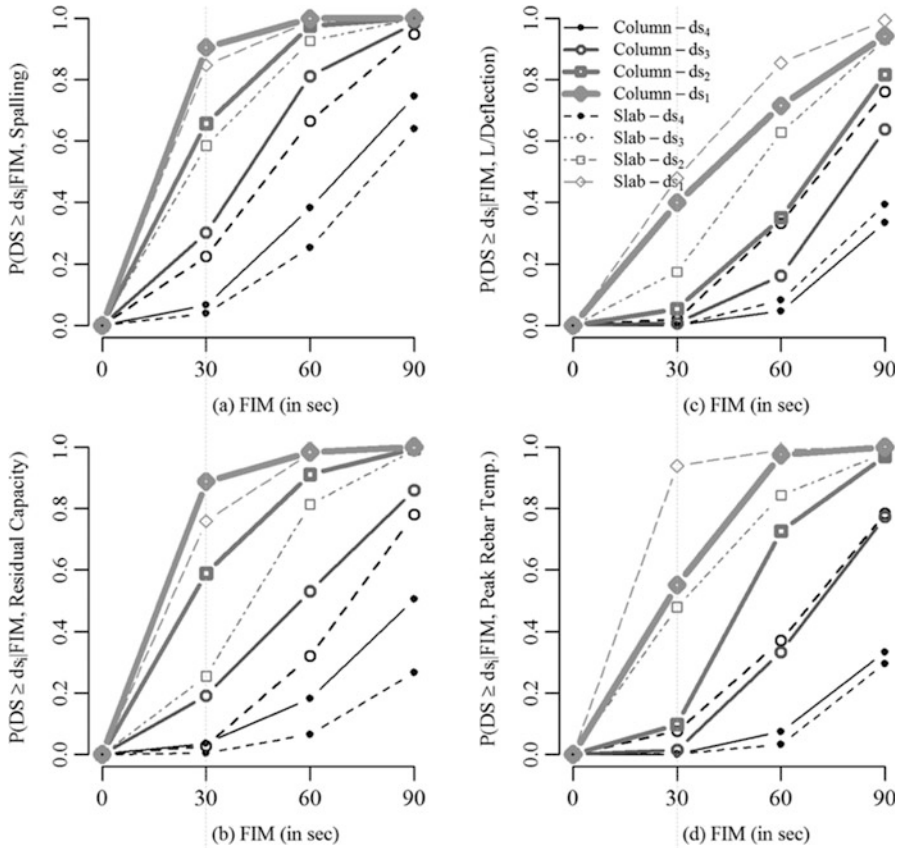 P(DS ≥ dsᵢ|FIM, Spalling)
1.0
0.8
0.6
0.4
0.2
0.0
0 30 60 90
(a) FIM (in sec)
P(DS ≥ dsᵢ|FIM, L/Deflection)
1.0
0.8
0.6
0.4
0.2
0.0
Column – ds₄
Column – ds₃
Column – ds₂
Column – ds₁
Slab – ds₄
Slab – ds₃
Slab – ds₂
Slab – ds₁
0 30 60 90
(c) FIM (in sec)
P(DS ≥ dsᵢ|FIM, Residual Capacity)
1.0
0.8
0.6
0.4
0.2
0.0
0 30 60 90
(b) FIM (in sec)
P(DS ≥ dsᵢ|FIM, Peak Rebar Temp.)
1.0
0.8
0.6
0.4
0.2
0.0
0 30 60 90
(d) FIM (in sec)